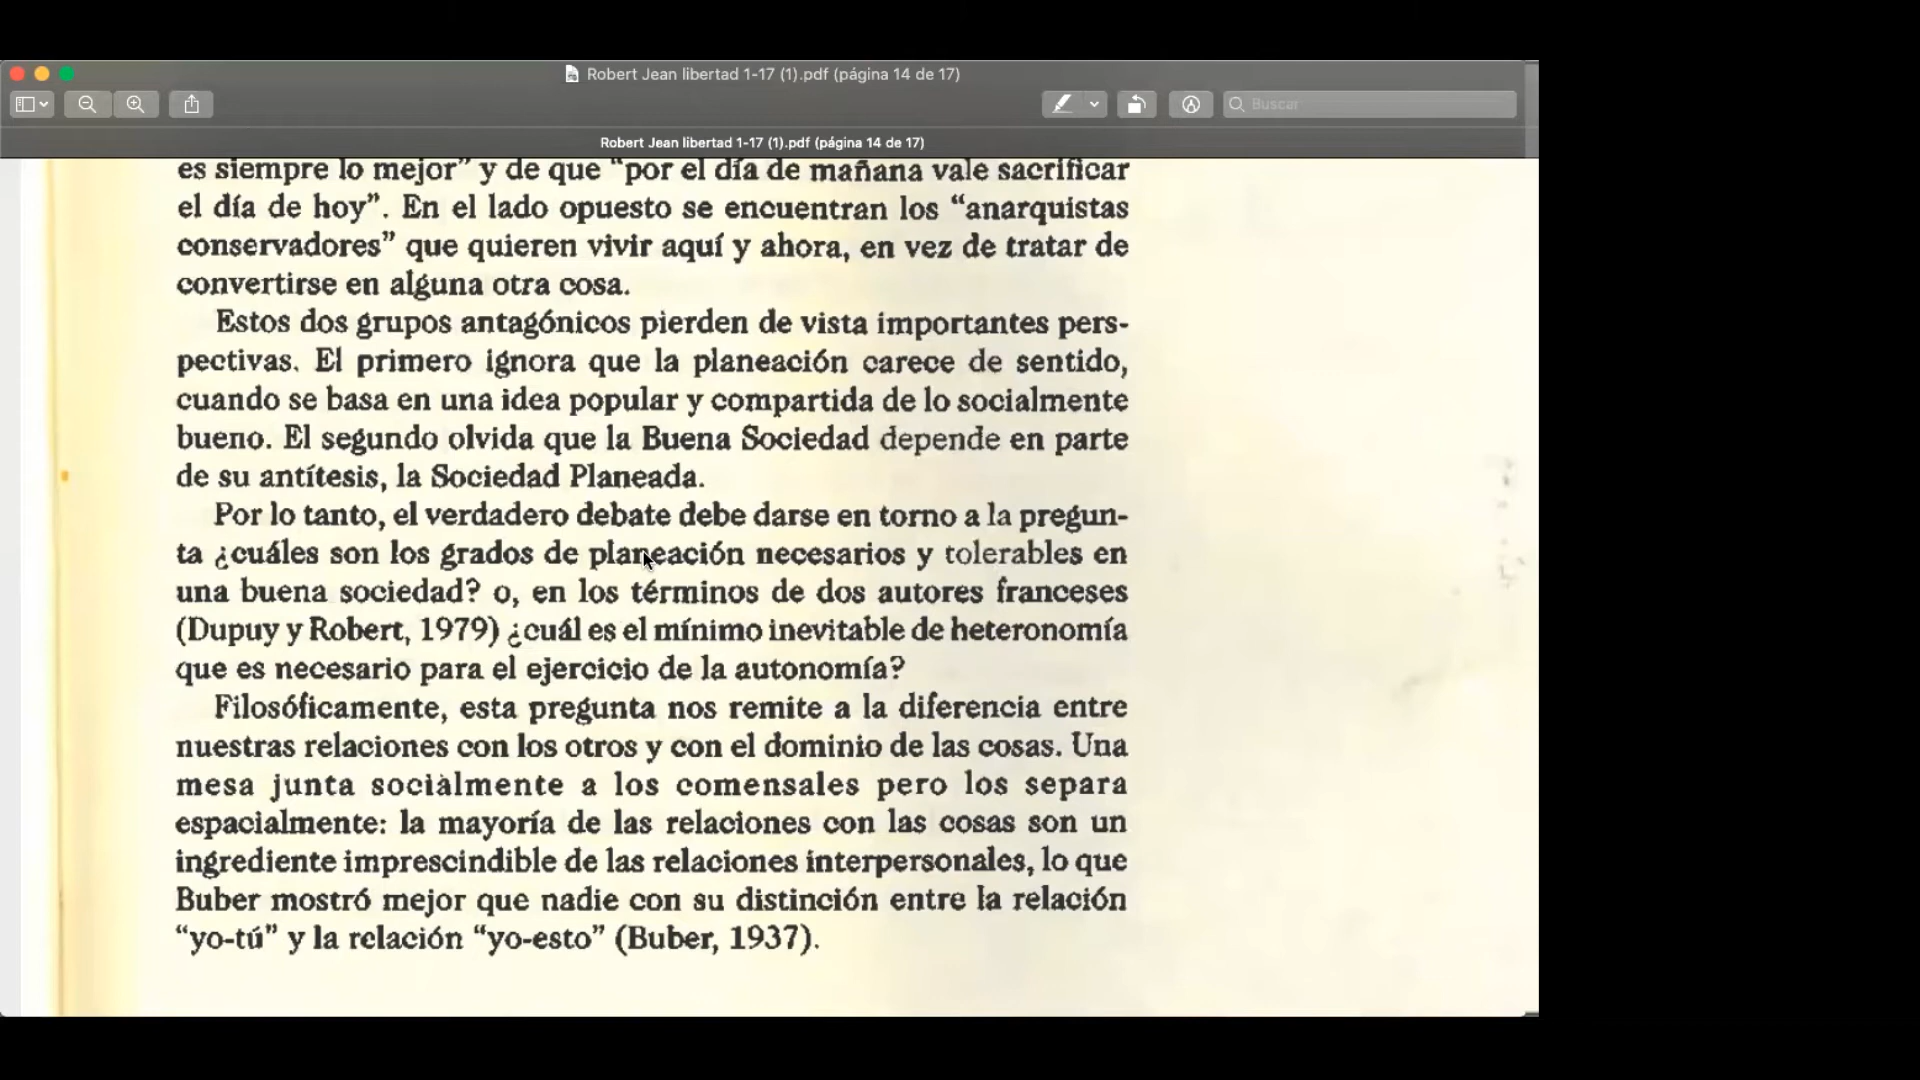 Robert Jean libertad 1-17 (1).pdf (página 14 de 17)
Buscar
Robert Jean libertad 1-17 (1).pdf (página 14 de 17)
es siempre lo mejor” y de que “por el día de mañana vale sacrificar
el día de hoy”. En el lado opuesto se encuentran los “anarquistas
conservadores” que quieren vivir aquí y ahora, en vez de tratar de
convertirse en alguna otra cosa.
Estos dos grupos antagónicos pierden de vista importantes pers-
pectivas. El primero ignora que la planeación carece de sentido,
cuando se basa en una idea popular y compartida de lo socialmente
bueno. El segundo olvida que la Buena Sociedad depende en parte
de su antítesis, la Sociedad Planeada.
Por lo tanto, el verdadero debate debe darse en torno a la pregun-
ta ¿cuáles son los grados de planeación necesarios y tolerables en
una buena sociedad? o, en los términos de dos autores franceses
(Dupuy y Robert, 1979) ¿cuál es el mínimo inevitable de heteronomía
que es necesario para el ejercicio de la autonomía?
Filosóficamente, esta pregunta nos remite a la diferencia entre
nuestras relaciones con los otros y con el dominio de las cosas. Una
mesa junta socialmente a los comensales pero los separa
espacialmente: la mayoría de las relaciones con las cosas son un
ingrediente imprescindible de las relaciones interpersonales, lo que
Buber mostró mejor que nadie con su distinción entre la relación
“yo-tú” y la relación “yo-esto” (Buber, 1937).